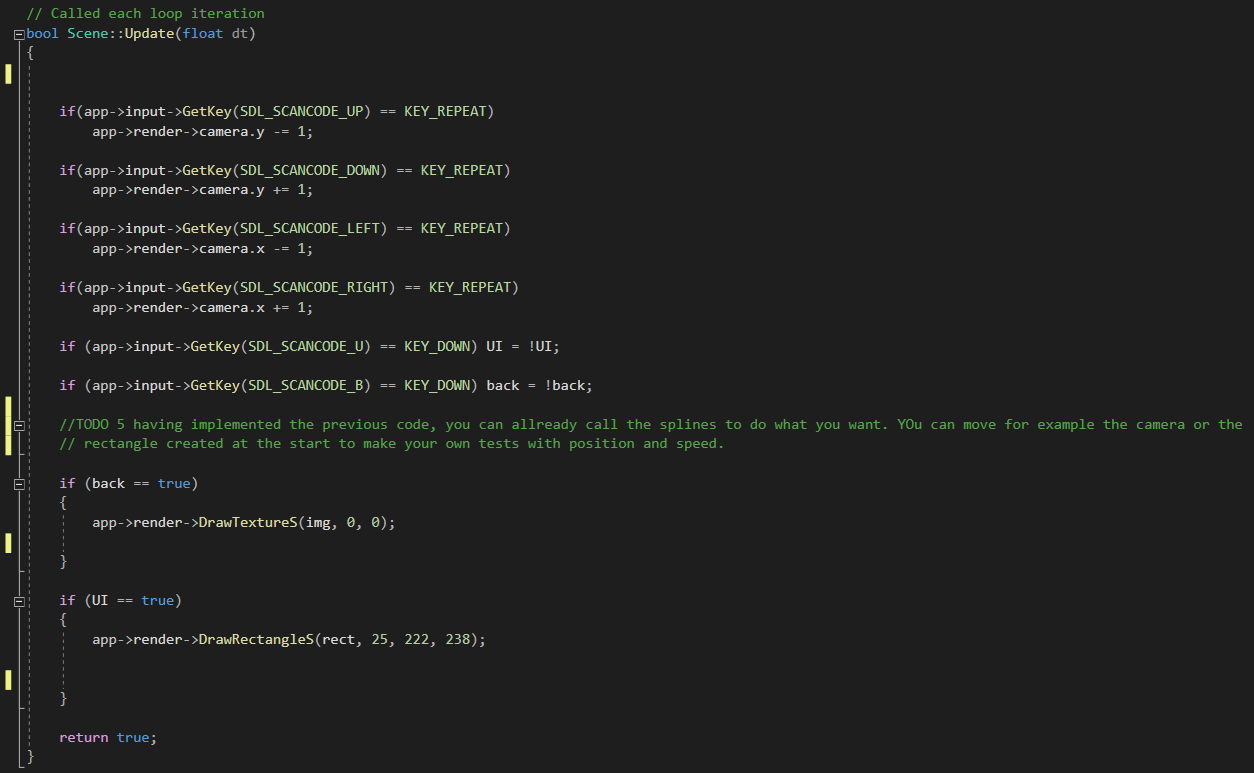 // Called each loop iteration
bool Scene::Update(float dt)
{
if(app->input->GetKey(SDL_SCANCODE_UP) == KEY_REPEAT)
app->render->camera.y -= 1;
if(app->input->GetKey(SDL_SCANCODE_DOWN) == KEY_REPEAT)
app->render->camera.y += 1;
if(app->input->GetKey(SDL_SCANCODE_LEFT) == KEY_REPEAT)
app->render->camera.x -= 1;
if(app->input->GetKey(SDL_SCANCODE_RIGHT) == KEY_REPEAT)
app->render->camera.x += 1;
if (app->input->GetKey(SDL_SCANCODE_U) == KEY_DOWN) UI = !UI;
if (app->input->GetKey(SDL_SCANCODE_B) == KEY_DOWN) back = !back;
//TODO 5 having implemented the previous code, you can allready call the splines to do what you want. YOu can move for example the camera or the
// rectangle created at the start to make your own tests with position and speed.
if (back == true)
{
app->render->DrawTextureS(img, 0, 0);
}
if (UI == true)
{
app->render->DrawRectangleS(rect, 25, 222, 238);
}
return true;
}